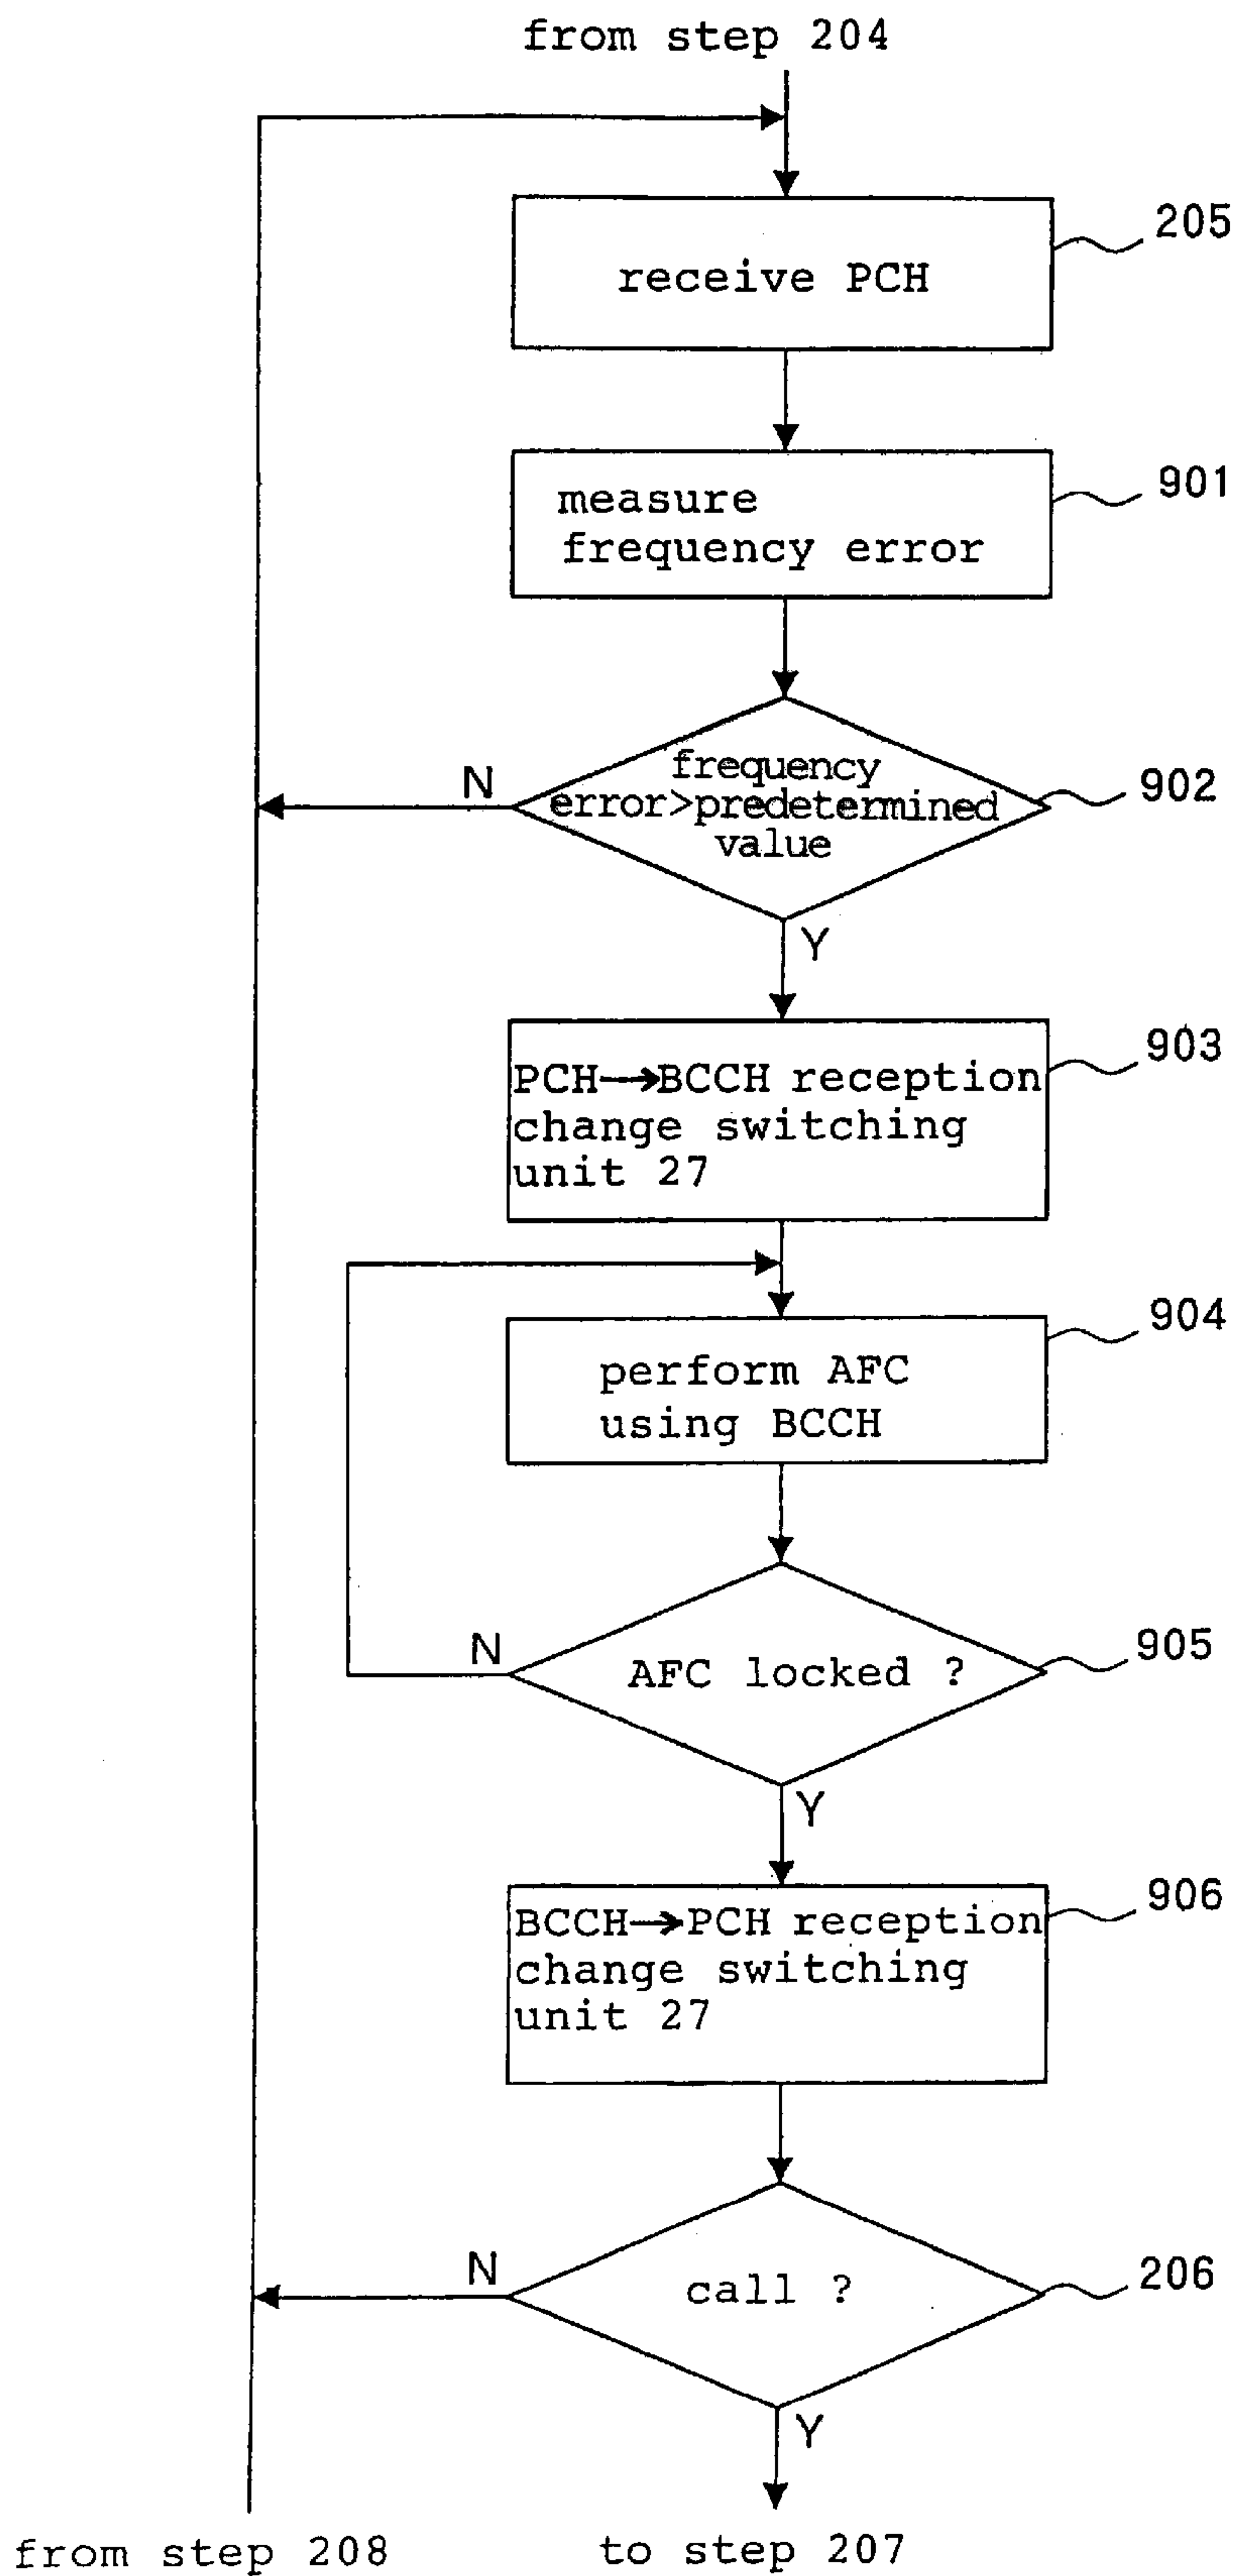 from step 204
205
receive PCH
901
measure
frequency error
902
N
frequency
error>predetermined
value
Y
903
PCH→BCCH reception
change switching
unit 27
904
perform AFC
using BCCH
905
N
AFC locked ?
Y
906
BCCH→PCH reception
change switching
unit 27
206
N
call ?
Y
from step 208
to step 207